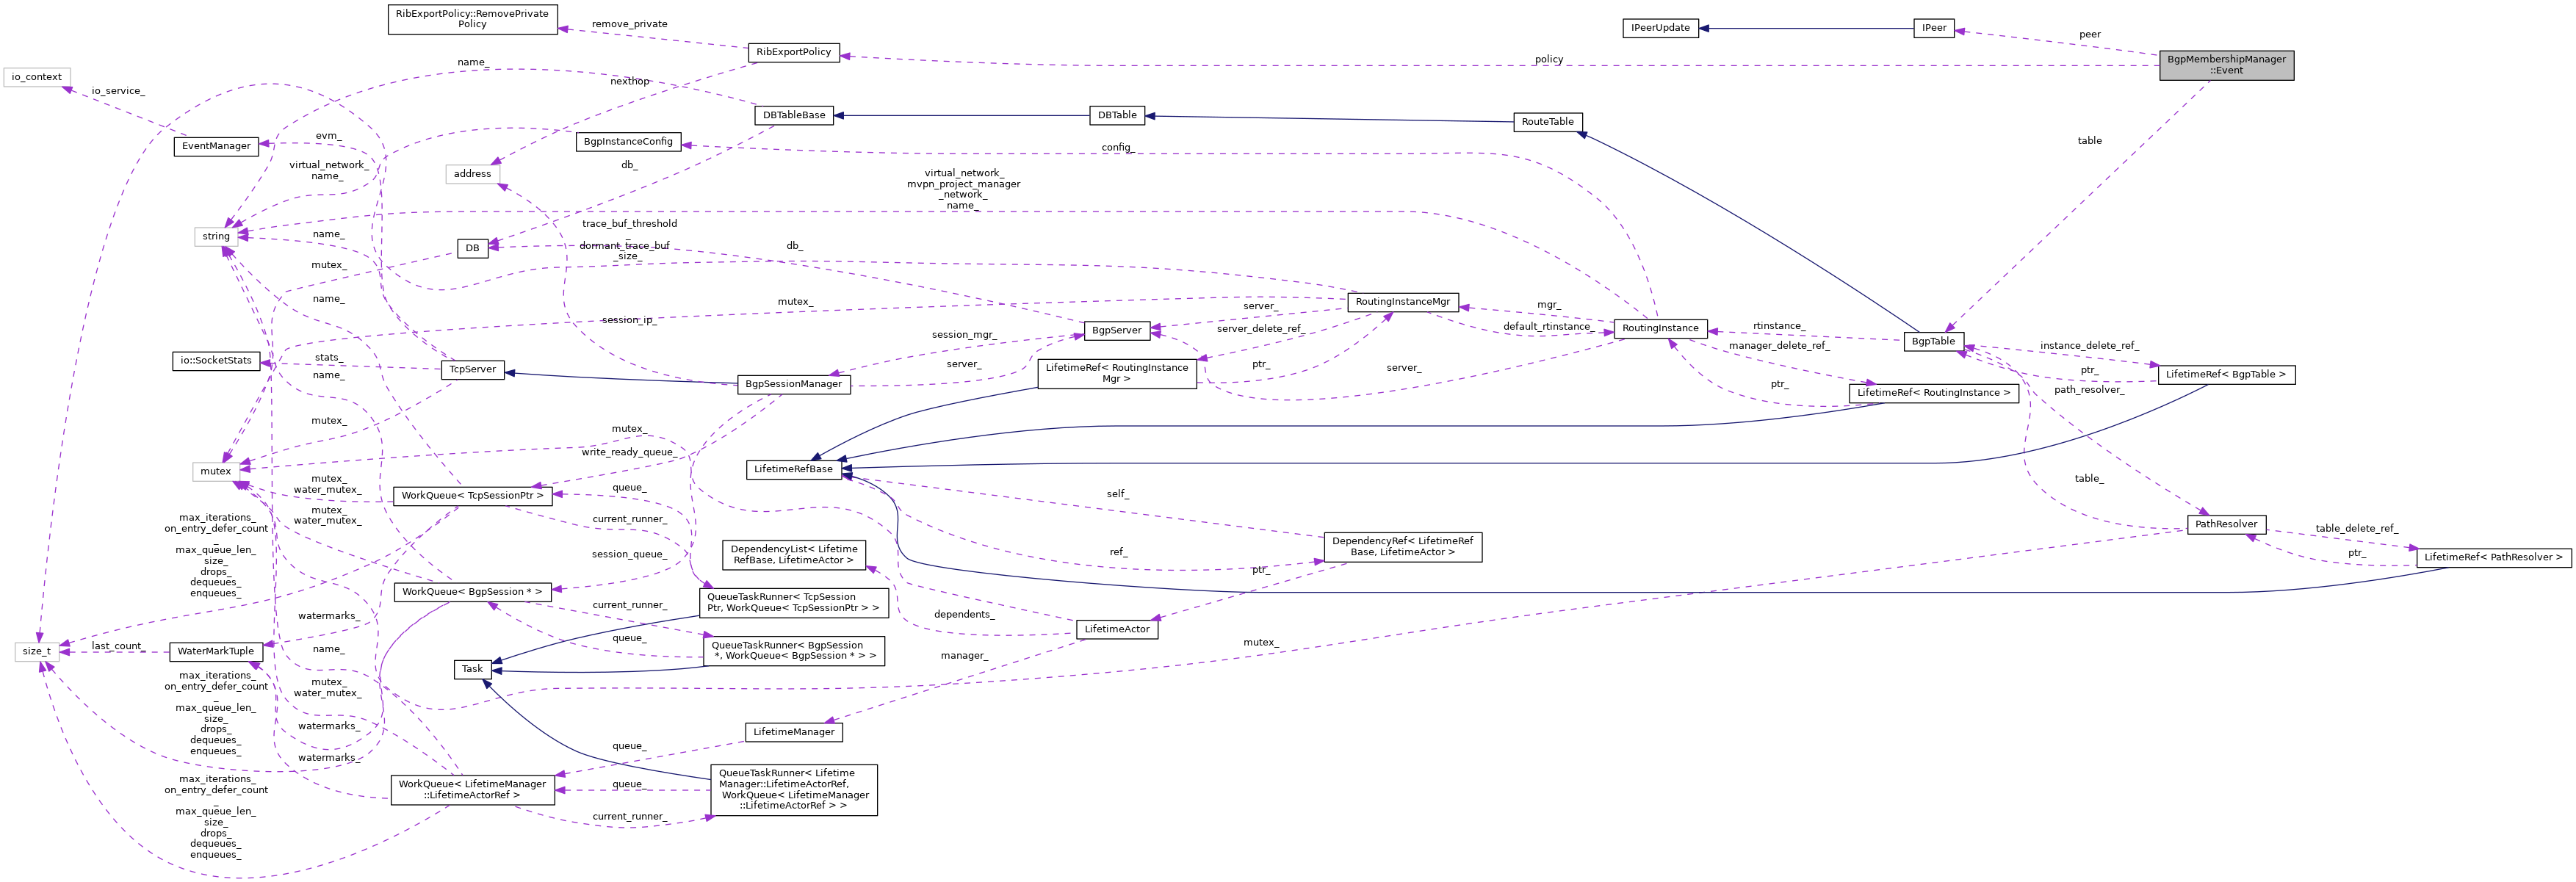 RibExportPolicy::RemovePrivate
Policy
remove_private
IPeerUpdate
IPeer
peer
RibExportPolicy
BgpMembershipManager
::Event
policy
name_
io_context
nexthop
io_service_
DBTableBase
DBTable
RouteTable
evm_
EventManager
BgpInstanceConfig
config_
table
virtual_network_
name_
db_
address
virtual_network_
mvpn_project_manager
_network_
name_
string
name_
trace_buf_threshold
_
dormant_trace_buf
_size_
DB
db_
mutex_
name_
mutex_
RoutingInstanceMgr
mgr_
server_
session_ip_
session_mgr_
BgpServer
server_delete_ref_
default_rtinstance_
RoutingInstance
rtinstance_
BgpTable
manager_delete_ref_
instance_delete_ref_
io::SocketStats
stats_
TcpServer
name_
server_
BgpSessionManager
LifetimeRef< RoutingInstance
Mgr >
ptr_
server_
ptr_
LifetimeRef< RoutingInstance >
ptr_
path_resolver_
LifetimeRef< BgpTable >
mutex_
mutex_
write_ready_queue_
mutex
LifetimeRefBase
mutex_
water_mutex_
WorkQueue< TcpSessionPtr >
queue_
self_
table_
mutex_
water_mutex_
current_runner_
max_iterations_
on_entry_defer_count
_
max_queue_len_
size_
drops_
dequeues_
enqueues_
session_queue_
DependencyList< Lifetime
RefBase, LifetimeActor >
ref_
DependencyRef< LifetimeRef
Base, LifetimeActor >
PathResolver
table_delete_ref_
ptr_
LifetimeRef< PathResolver >
ptr_
WorkQueue< BgpSession * >
QueueTaskRunner< TcpSession
Ptr, WorkQueue< TcpSessionPtr > >
current_runner_
watermarks_
dependents_
LifetimeActor
size_t
last_count_
WaterMarkTuple
name_
queue_
QueueTaskRunner< BgpSession
*, WorkQueue< BgpSession * > >
mutex_
manager_
Task
max_iterations_
on_entry_defer_count
_
max_queue_len_
size_
drops_
dequeues_
enqueues_
mutex_
water_mutex_
watermarks_
watermarks_
LifetimeManager
queue_
WorkQueue< LifetimeManager
::LifetimeActorRef >
queue_
QueueTaskRunner< Lifetime
Manager::LifetimeActorRef,
WorkQueue< LifetimeManager
::LifetimeActorRef > >
current_runner_
max_iterations_
on_entry_defer_count
_
max_queue_len_
size_
drops_
dequeues_
enqueues_